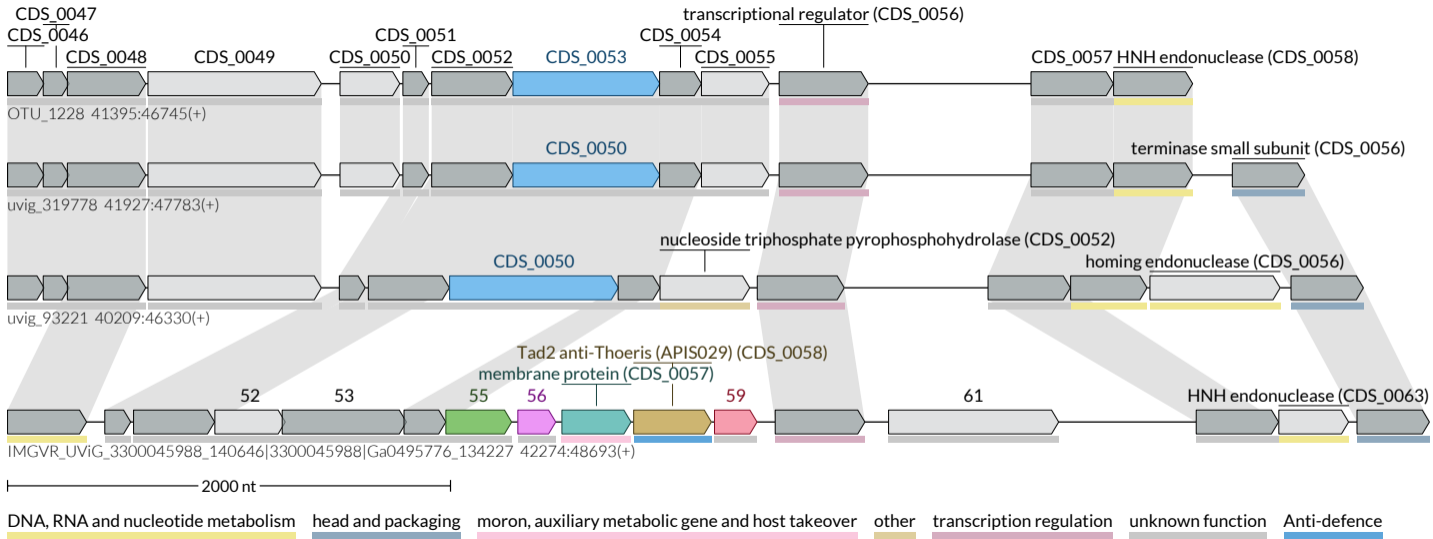 CDS_0047 transcriptional regulator (CDS_0056)
CDS_0046 CDS_0051 CDS_0054
CDS_0048 CDS_0049 CDS_0050 CDS_0052 CDS_0053 CDS_0055 CDS_0057 HNH endonuclease (CDS_0058)
OTU_1228 41395:46745(+)
CDS_0050 terminase small subunit (CDS_0056)
uvig_319778 41927:47783(+)
nucleoside triphosphate pyrophosphohydrolase (CDS_0052)
CDS_0050 homing endonuclease (CDS_0056)
uvig_93221 40209:46330(+)
Tad2 anti-Thoeris (APIS029) (CDS_0058)
membrane protein (CDS_0057)
52 53 55 56 59 61 HNH endonuclease (CDS_0063)
IMGVR_UViG_3300045988_140646|3300045988|Ga0495776_134227 42274:48693(+)
2000 nt
DNA, RNA and nucleotide metabolism head and packaging moron, auxiliary metabolic gene and host takeover other transcription regulation unknown function Anti-defence